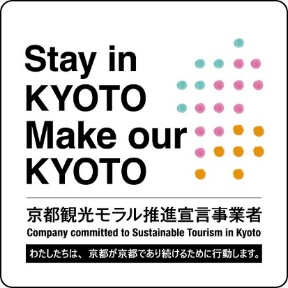 Stay in
KYOTO
Make our
KYOTO
京都観光モラル推進宣言事業者
Company committed to Sustainable Tourism in Kyoto
わたしたちは、京都が京都であり続けるために行動します。